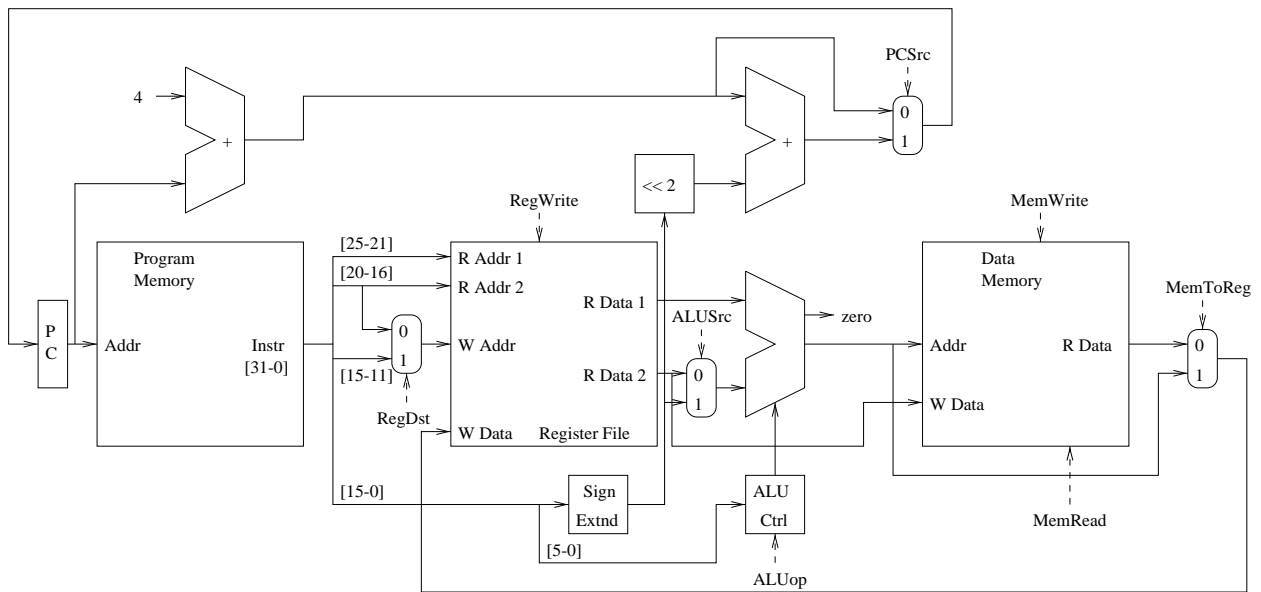 PCSrc
4
+
+
0
1
<< 2
RegWrite
MemWrite
Program
Memory
[25-21]
[20-16]
R Addr 1
R Addr 2
R Data 1
Data
Memory
MemToReg
ALUSrc
zero
P
C
Addr
Instr
[31-0]
0
1
W Addr
[15-11]
RegDst
R Data 2
0
1
Addr
R Data
W Data
0
1
W Data
Register File
[15-0]
Sign
Extnd
ALU
Ctrl
[5-0]
MemRead
ALUop